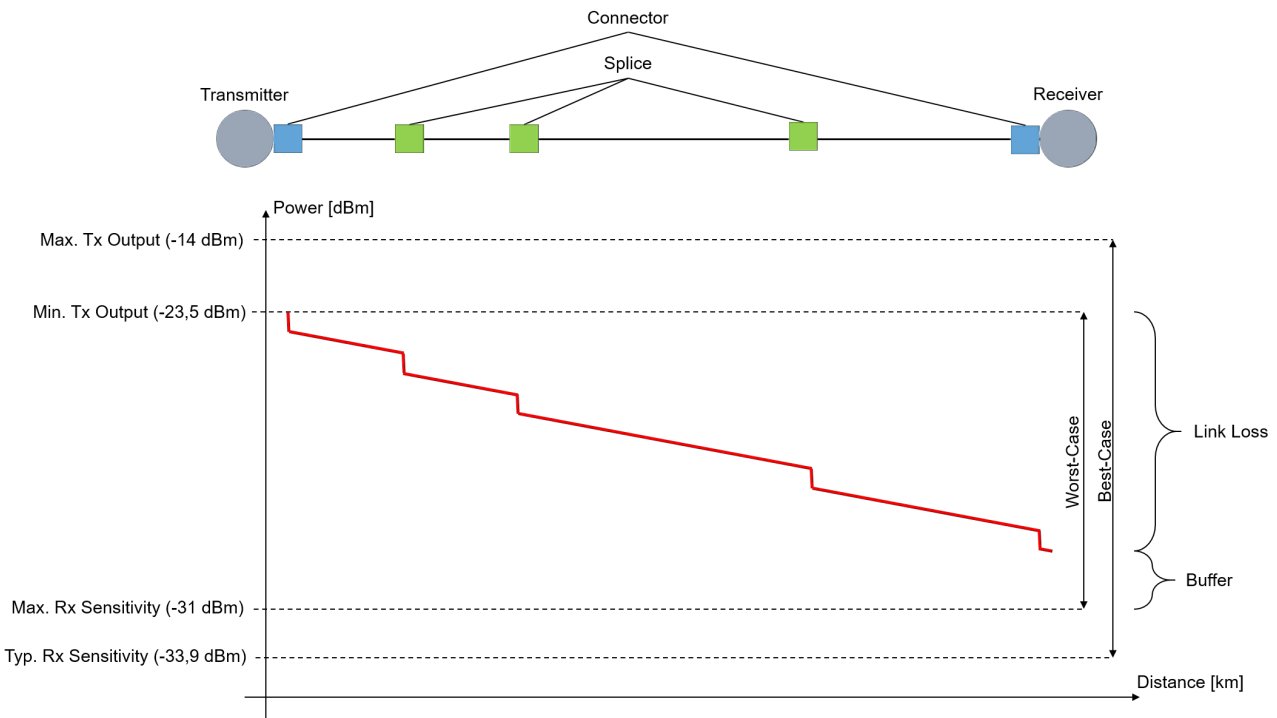 Connector
Splice
Transmitter
Receiver
Power [dBm]
Max. Tx Output (-14 dBm)
Min. Tx Output (-23,5 dBm)
Worst-Case
Best-Case
Link Loss
Buffer
Max. Rx Sensitivity (-31 dBm)
Typ. Rx Sensitivity (-33,9 dBm)
Distance [km]